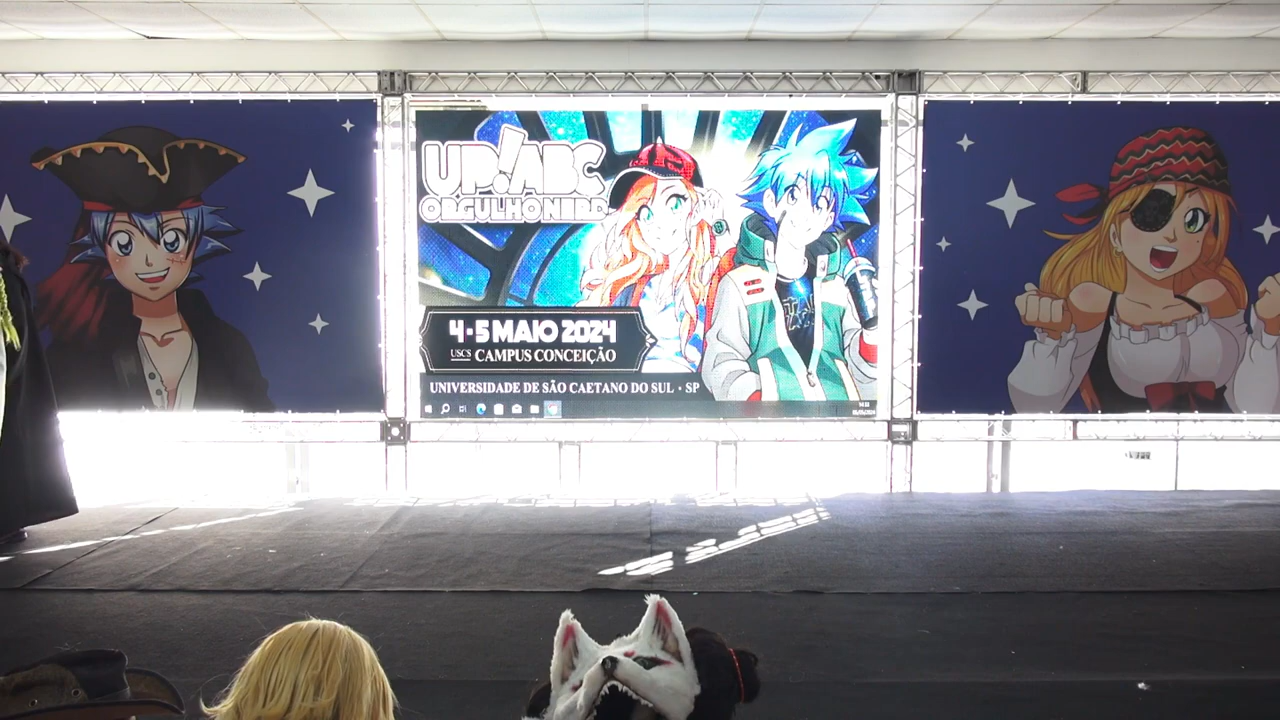 UP!ABC
ORGULHO NERD
4·5 MAIO 2024
USCS CAMPUS CONCEIÇÃO
UNIVERSIDADE DE SÃO CAETANO DO SUL · SP